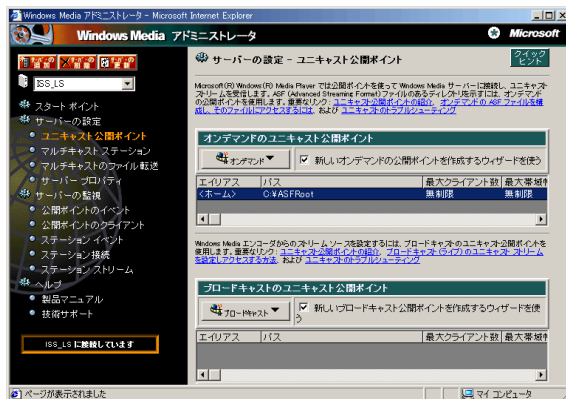 Windows Media アドミニストレータ - Microsoft Internet Explorer
Windows Media アドミニストレータ
Microsoft
ISS_LS
スタート ポイント
サーバーの設定
ユニキャスト公開ポイント
マルチキャスト ステーション
マルチキャストのファイル転送
サーバー プロパティ
サーバーの監視
公開ポイントのイベント
公開ポイントのクライアント
ステーション イベント
ステーション接続
ステーション ストリーム
ヘルプ
製品マニュアル
技術サポート
ISS_LS に接続しています
サーバーの設定 - ユニキャスト公開ポイント
クイック
ヒント
Microsoft(R) Windows(R) Media Player では公開ポイントを使って Windows Media サーバーに接続し、ユニキャスト
ストリームを受信します。ASF (Advanced Streaming Format) ファイルのあるディレクトリを示すには、オンデマンド
の公開ポイントを使用します。重要なリンク: ユニキャスト公開ポイントの紹介、オンデマンドの ASF ファイルを構
成し、そのファイルにアクセスするには、および ユニキャストのトラブルシューティング
オンデマンドのユニキャスト公開ポイント
オンデマンド
新しいオンデマンドの公開ポイントを作成するウィザードを使う
エイリアス パス 最大クライアント数 最大帯域
<ホーム> C:¥ASFRoot 無制限 無制限
Windows Media エンコーダからのストリーム ソースを設定するには、ブロードキャストのユニキャスト公開ポイントを
使用します。重要なリンク: ユニキャスト公開ポイントの紹介、ブロードキャスト (ライブ) のユニキャスト ストリーム
を設定しアクセスする方法、および ユニキャストのトラブルシューティング
ブロードキャストのユニキャスト公開ポイント
ブロードキャスト
新しいブロードキャスト公開ポイントを作成するウィザードを使
う
エイリアス パス 最大クライアント数 最大帯域
ページが表示されました
マイ コンピュータ